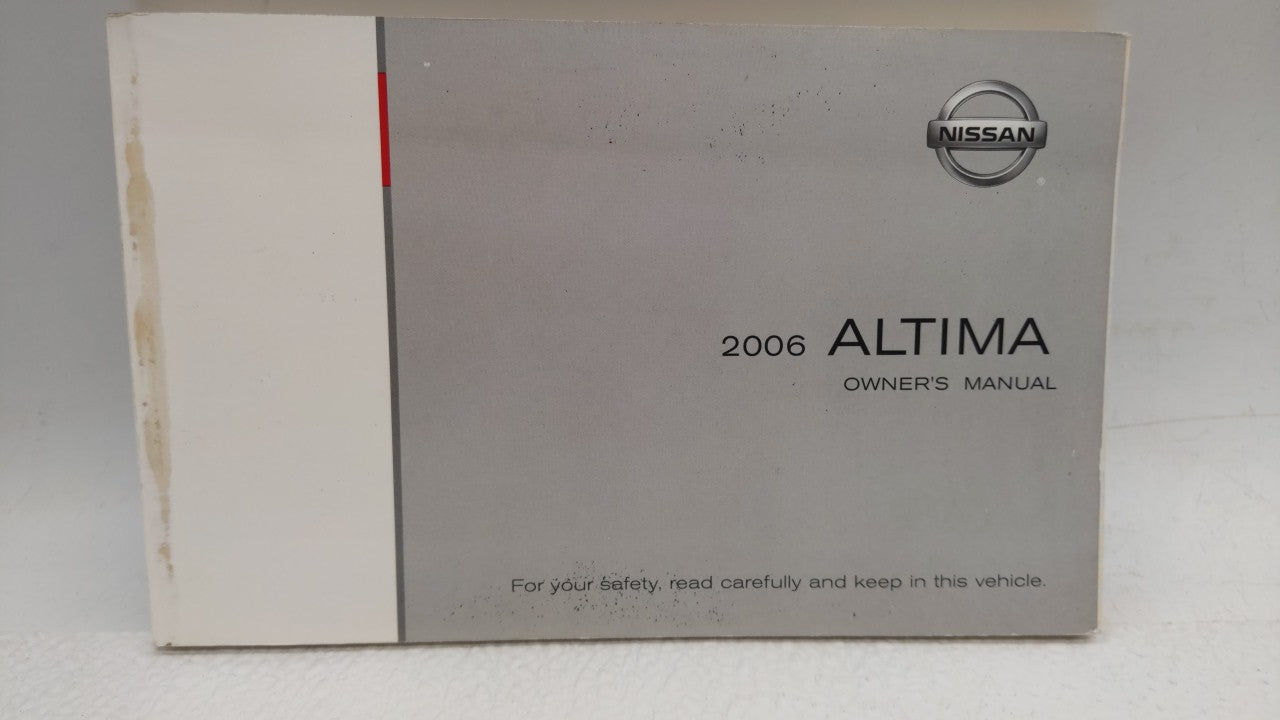 NISSAN
2006 ALTIMA
OWNER'S MANUAL
For your safety, read carefully and keep in this vehicle.